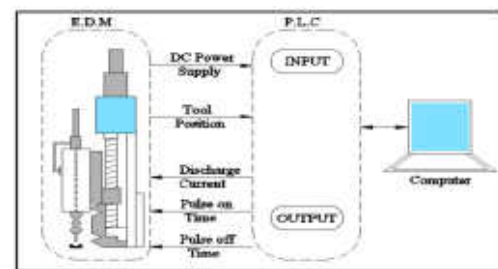 E.D.M
P.L.C
DC Power
Supply
INPUT
Tool
Position
Discharge
Current
Computer
Pulse on
Time
OUTPUT
Pulse off
Time